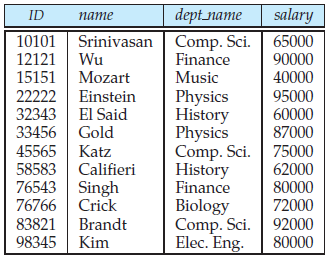 ID name dept_name salary
10101 Srinivasan Comp. Sci. 65000
12121 Wu Finance 90000
15151 Mozart Music 40000
22222 Einstein Physics 95000
32343 El Said History 60000
33456 Gold Physics 87000
45565 Katz Comp. Sci. 75000
58583 Califieri History 62000
76543 Singh Finance 80000
76766 Crick Biology 72000
83821 Brandt Comp. Sci. 92000
98345 Kim Elec. Eng. 80000